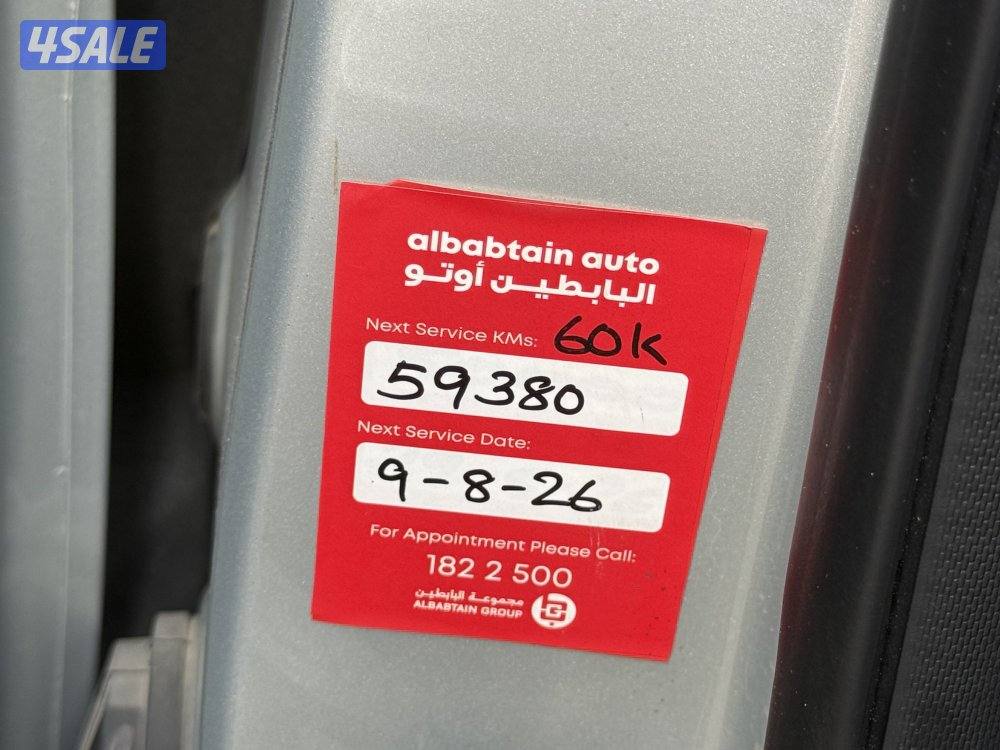 4SALE
albabtain auto
البابطين أوتو
Next Service KMs: 60K
59380
Next Service Date:
9-8-26
For Appointment Please Call:
182 2 500
مجموعة البابطين
ALBABTAIN GROUP